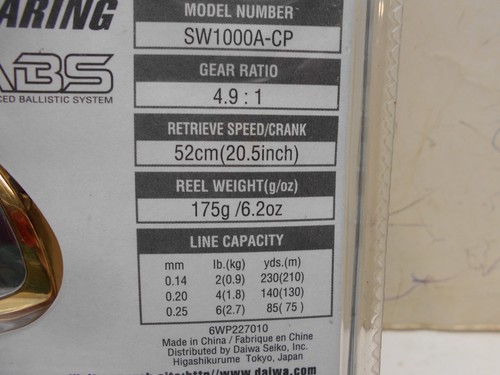 ARING
ABS
CED BALLISTIC SYSTEM
MODEL NUMBER
SW1000A-CP
GEAR RATIO
4.9 : 1
RETRIEVE SPEED/CRANK
52cm(20.5inch)
REEL WEIGHT(g/oz)
175g /6.2oz
LINE CAPACITY
mm lb.(kg) yds.(m)
0.14 2(0.9) 230(210)
0.20 4(1.8) 140(130)
0.25 6(2.7) 85( 75 )
6WP227010
Made in China / Fabrique en Chine
Distributed by Daiwa Seiko, Inc.
Higashikurume Tokyo, Japan
http://www.daiwa.com